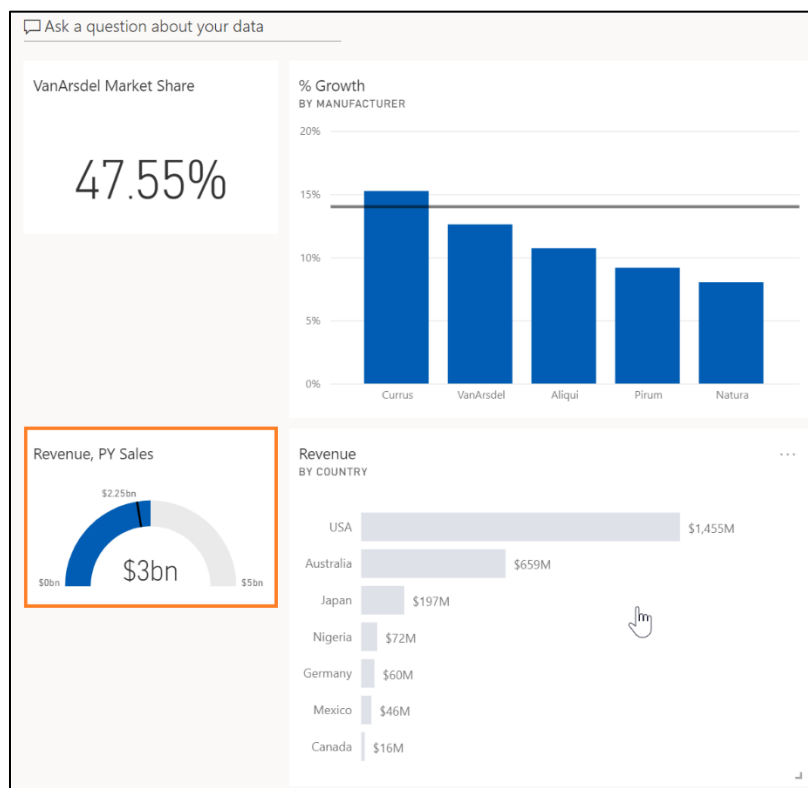 Ask a question about your data
VanArsdel Market Share
47.55%
% Growth
BY MANUFACTURER
20%
15%
10%
5%
0%
Currus VanArsdel Aliqui Pirum Natura
Revenue, PY Sales
$2.25bn
$0bn $3bn $5bn
Revenue
BY COUNTRY
USA $1,455M
Australia $659M
Japan $197M
Nigeria $72M
Germany $60M
Mexico $46M
Canada $16M